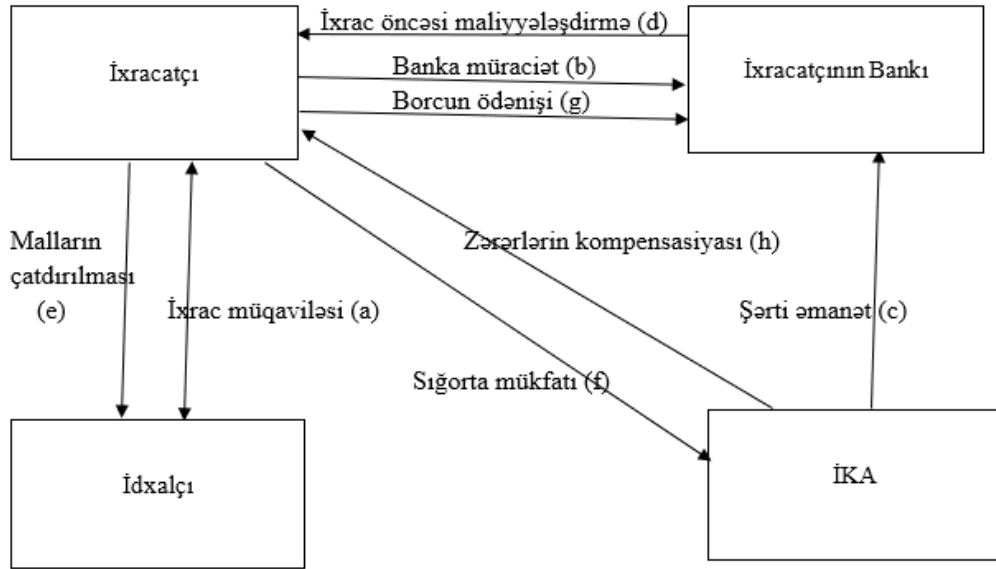 İxrac öncəsi maliyyələşdirmə (d)
İxracatçı
Banka müraciət (b)
İxracatçının Bankı
Borcun ödənişi (g)
Malların
çatdırılması
(e)
Zərərlərin kompensasiyası (h)
İxrac müqaviləsi (a)
Şərti əmanət (c)
Sığorta mükfatı (f)
İdxalçı
İKA